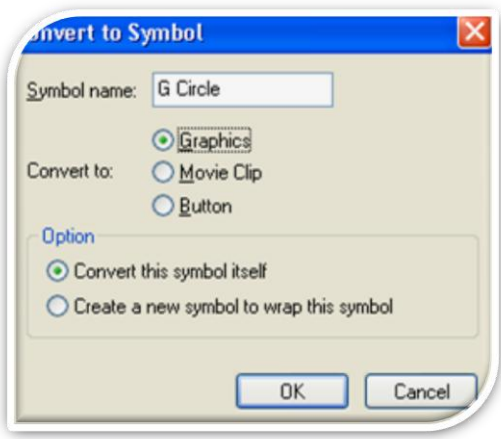 Convert to Symbol
Symbol name: G Circle
Graphics
Convert to: Movie Clip
Button
Option
Convert this symbol itself
Create a new symbol to wrap this symbol
OK Cancel